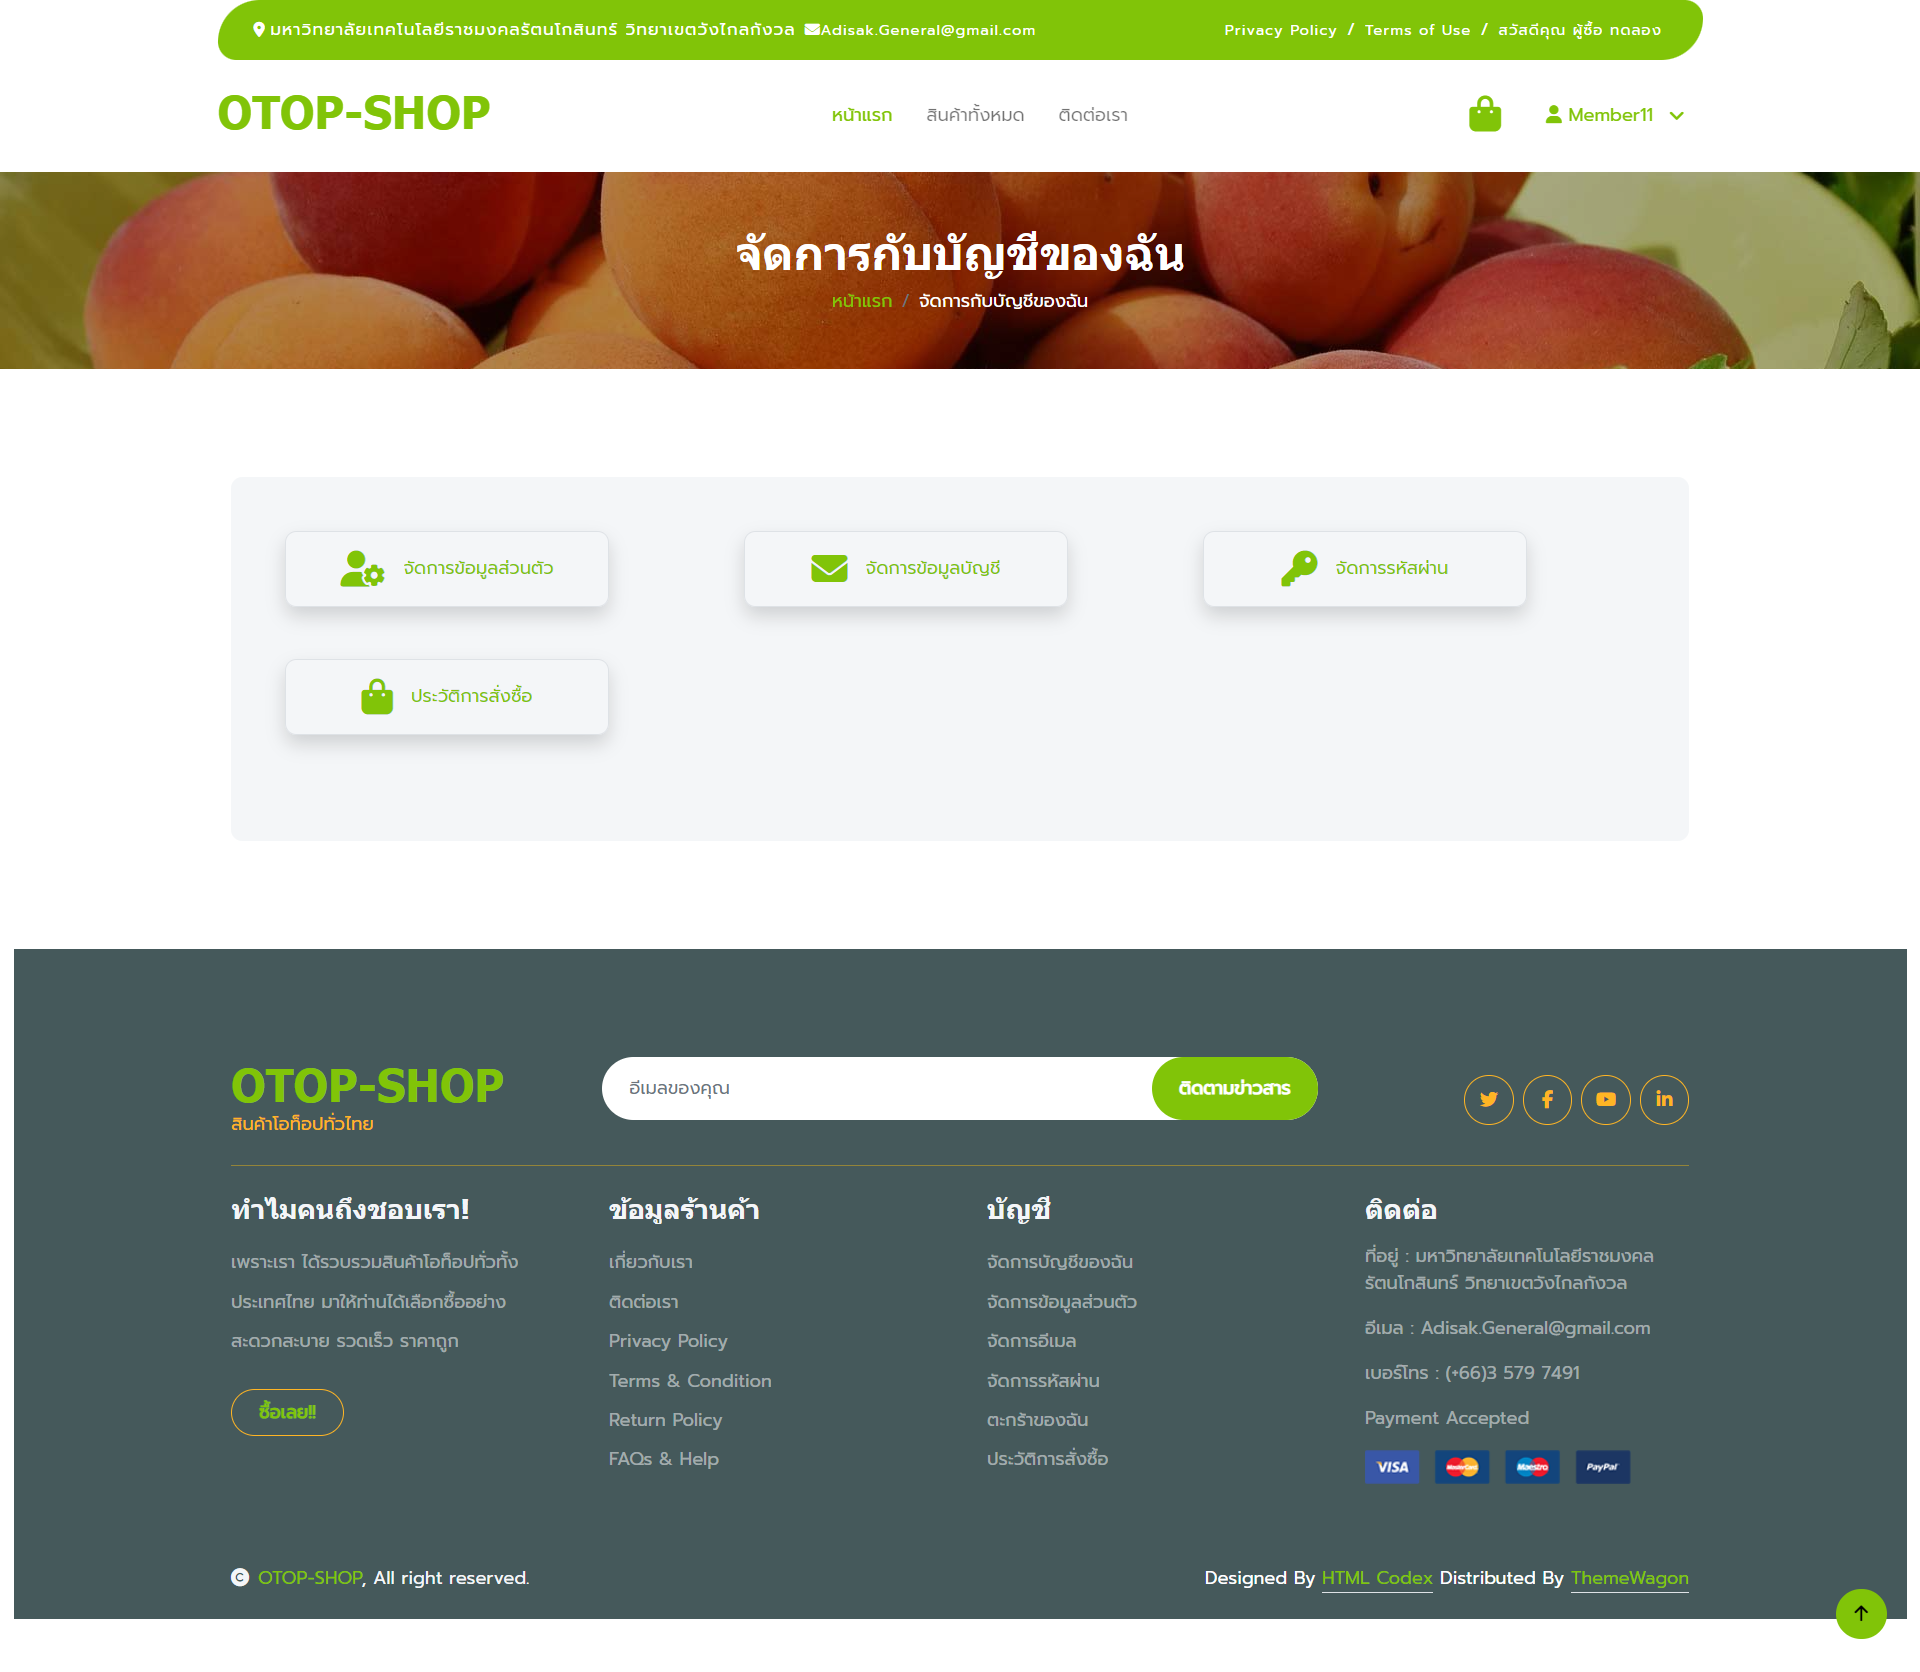 มหาวิทยาลัยเทคโนโลยีราชมงคลรัตนโกสินทร์ วิทยาเขตวังไกลกังวล Adisak.General@gmail.com
Privacy Policy / Terms of Use / สวัสดีคุณ ผู้ซื้อ ทดลอง
OTOP-SHOP
หน้าแรก สินค้าทั้งหมด ติดต่อเรา
Member11
จัดการกับบัญชีของฉัน
หน้าแรก / จัดการกับบัญชีของฉัน
จัดการข้อมูลส่วนตัว
จัดการข้อมูลบัญชี
จัดการรหัสผ่าน
ประวัติการสั่งซื้อ
OTOP-SHOP
สินค้าโอท็อปทั่วไทย
อีเมลของคุณ
ติดตามข่าวสาร
ทำไมคนถึงชอบเรา!
เพราะเรา ได้รวบรวมสินค้าโอท็อปทั่วทั้ง
ประเทศไทย มาให้ท่านได้เลือกซื้ออย่าง
สะดวกสะบาย รวดเร็ว ราคาถูก
ซื้อเลย!!
ข้อมูลร้านค้า
เกี่ยวกับเรา
ติดต่อเรา
Privacy Policy
Terms & Condition
Return Policy
FAQs & Help
บัญชี
จัดการบัญชีของฉัน
จัดการข้อมูลส่วนตัว
จัดการอีเมล
จัดการรหัสผ่าน
ตะกร้าของฉัน
ประวัติการสั่งซื้อ
ติดต่อ
ที่อยู่ : มหาวิทยาลัยเทคโนโลยีราชมงคล
รัตนโกสินทร์ วิทยาเขตวังไกลกังวล
อีเมล : Adisak.General@gmail.com
เบอร์โทร : (+66)3 579 7491
Payment Accepted
VISA MasterCard Maestro PayPal
OTOP-SHOP, All right reserved.
Designed By HTML Codex Distributed By ThemeWagon